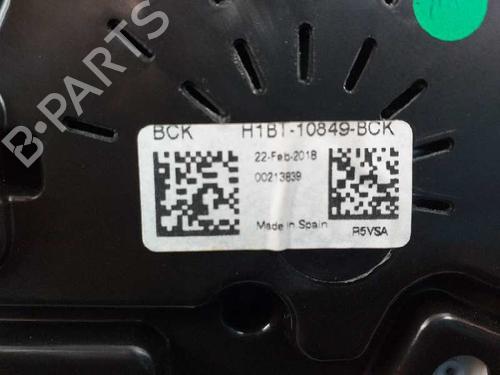 B-PARTS
BCK H1BT-10849-BCK
22-Feb-2018
00213839
Made in Spain R5VSA